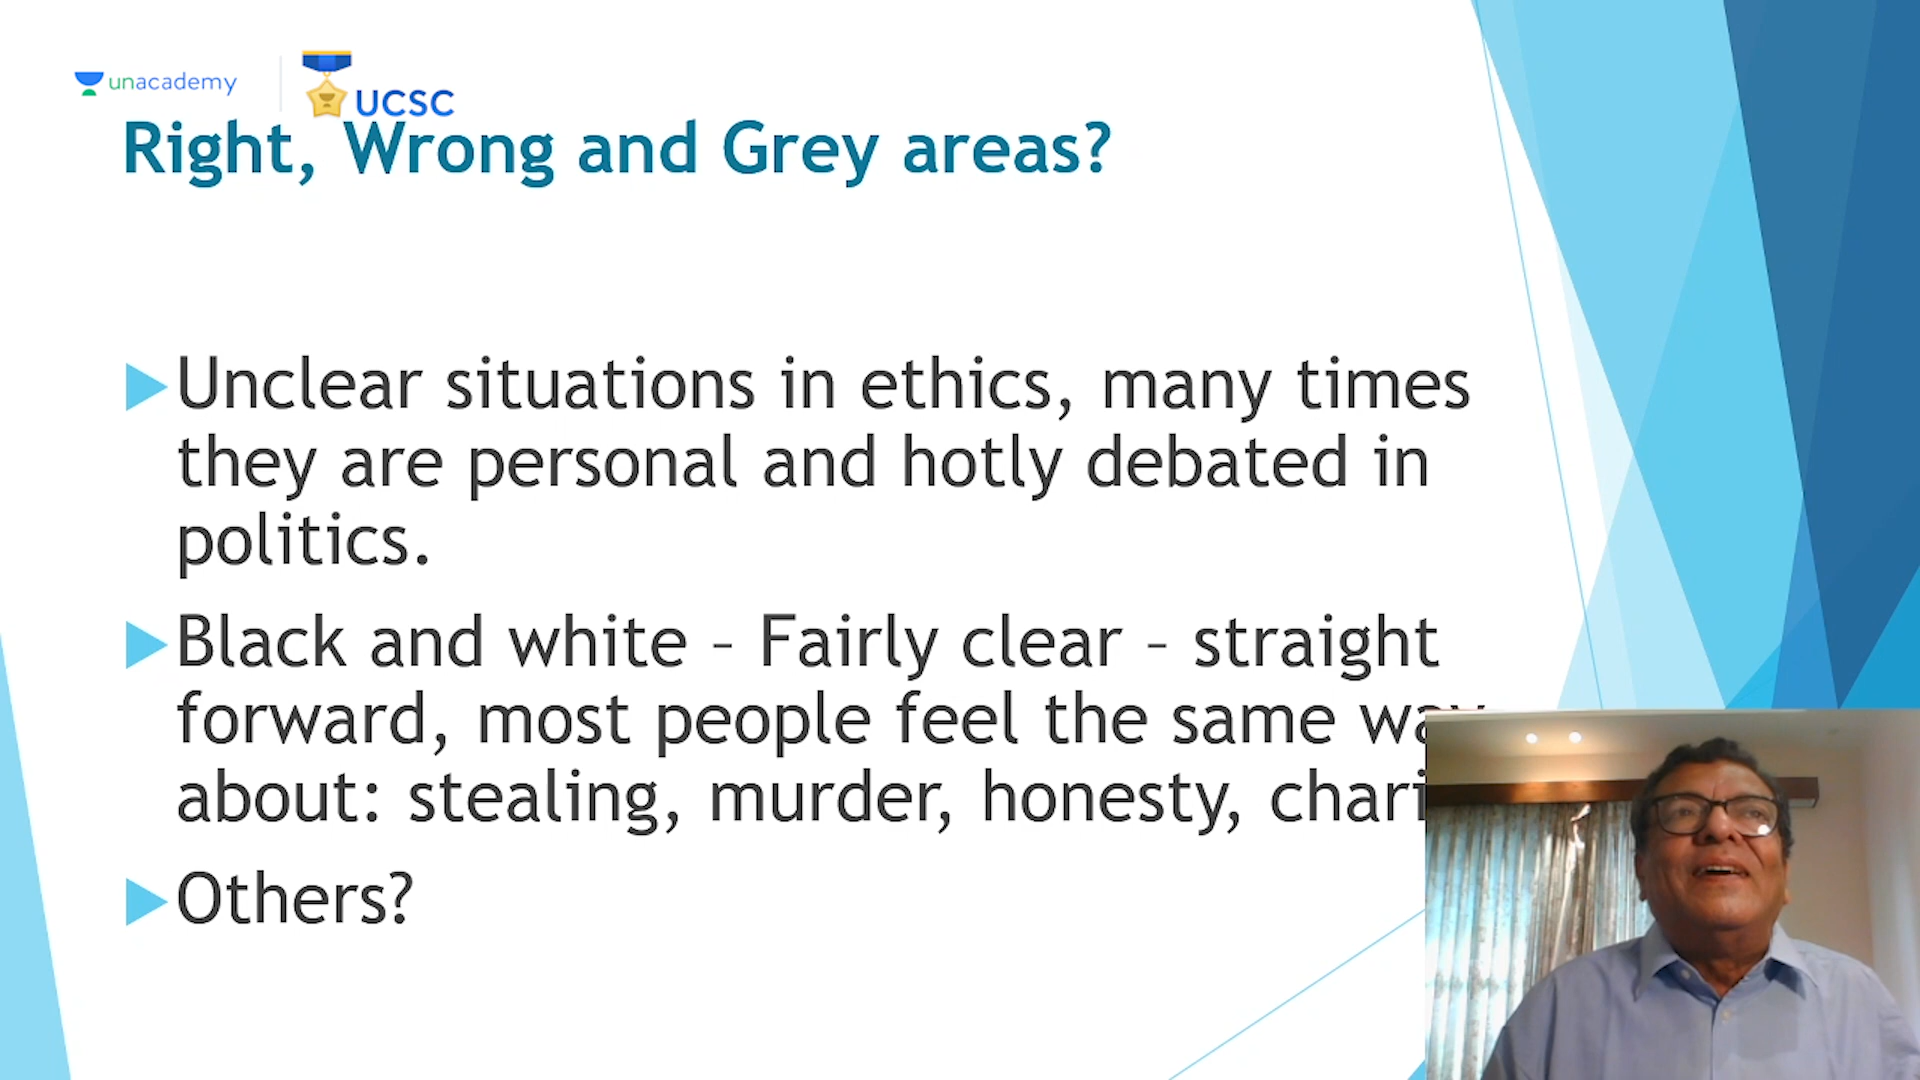 unacademy
UCSC
Right, Wrong and Grey areas?
Unclear situations in ethics, many times
they are personal and hotly debated in
politics.
Black and white – Fairly clear – straight
forward, most people feel the same way
about: stealing, murder, honesty,
Others?